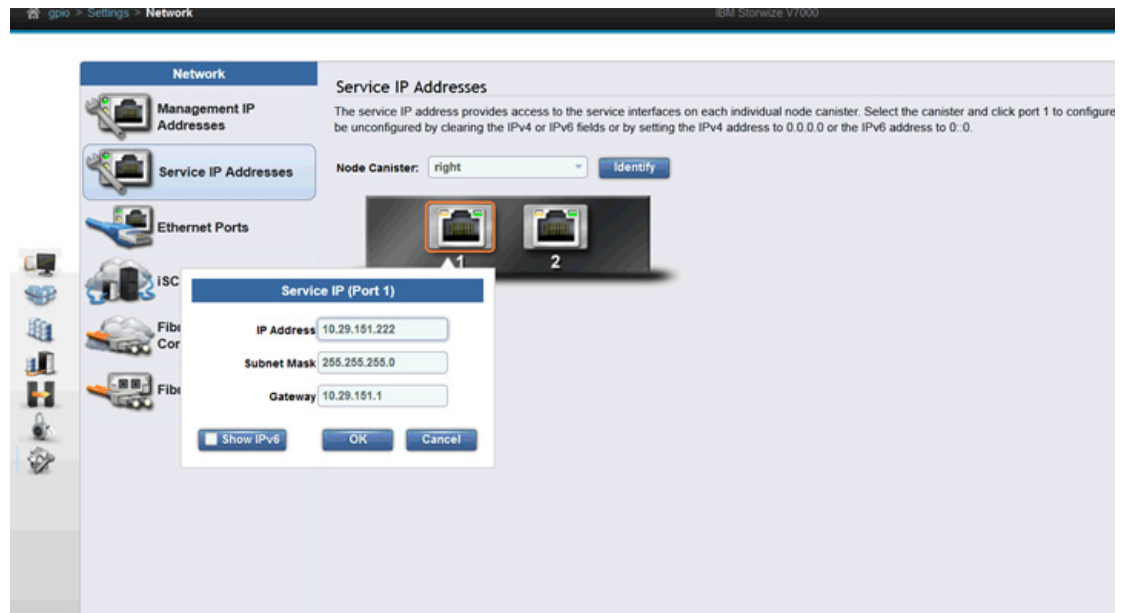 gpio > Settings > Network
IBM Storwize V7000
Network
Management IP
Addresses
Service IP Addresses
Ethernet Ports
iSC
Fib
Cor
Fib
Service IP Addresses
The service IP address provides access to the service interfaces on each individual node canister. Select the canister and click port 1 to configure
be unconfigured by clearing the IPv4 or IPv6 fields or by setting the IPv4 address to 0.0.0.0 or the IPv6 address to 0::0.
Node Canister: right Identify
1 2
Service IP (Port 1)
IP Address 10.29.151.222
Subnet Mask 255.255.255.0
Gateway 10.29.151.1
Show IPv6 OK Cancel